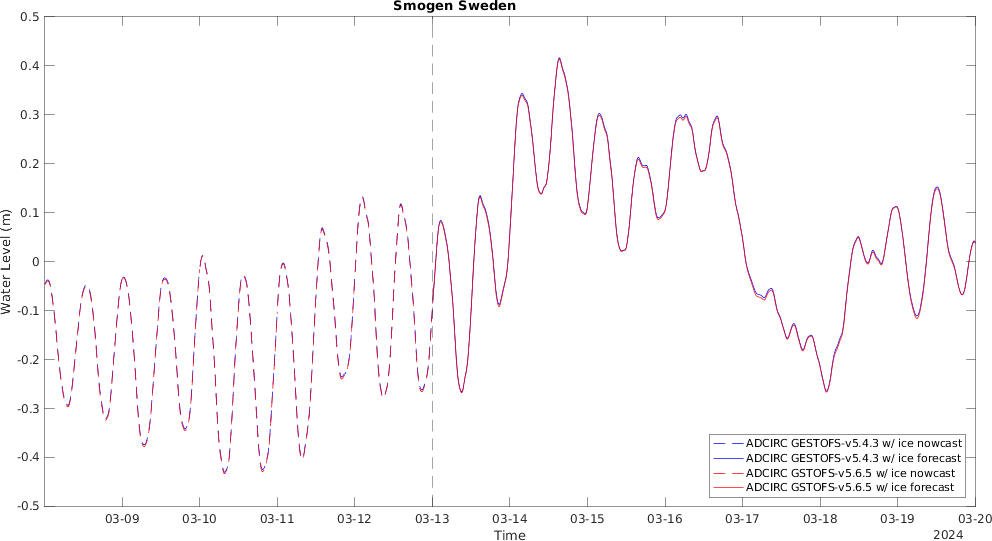 Smogen Sweden
0.5
0.4
0.3
0.2
0.1
0
-0.1
-0.2
-0.3
-0.4
-0.5
Water Level (m)
ADCIRC GESTOFS-v5.4.3 w/ ice nowcast
ADCIRC GESTOFS-v5.4.3 w/ ice forecast
ADCIRC GSTOFS-v5.6.5 w/ ice nowcast
ADCIRC GSTOFS-v5.6.5 w/ ice forecast
03-09 03-10 03-11 03-12 03-13 03-14 03-15 03-16 03-17 03-18 03-19 03-20
Time
2024